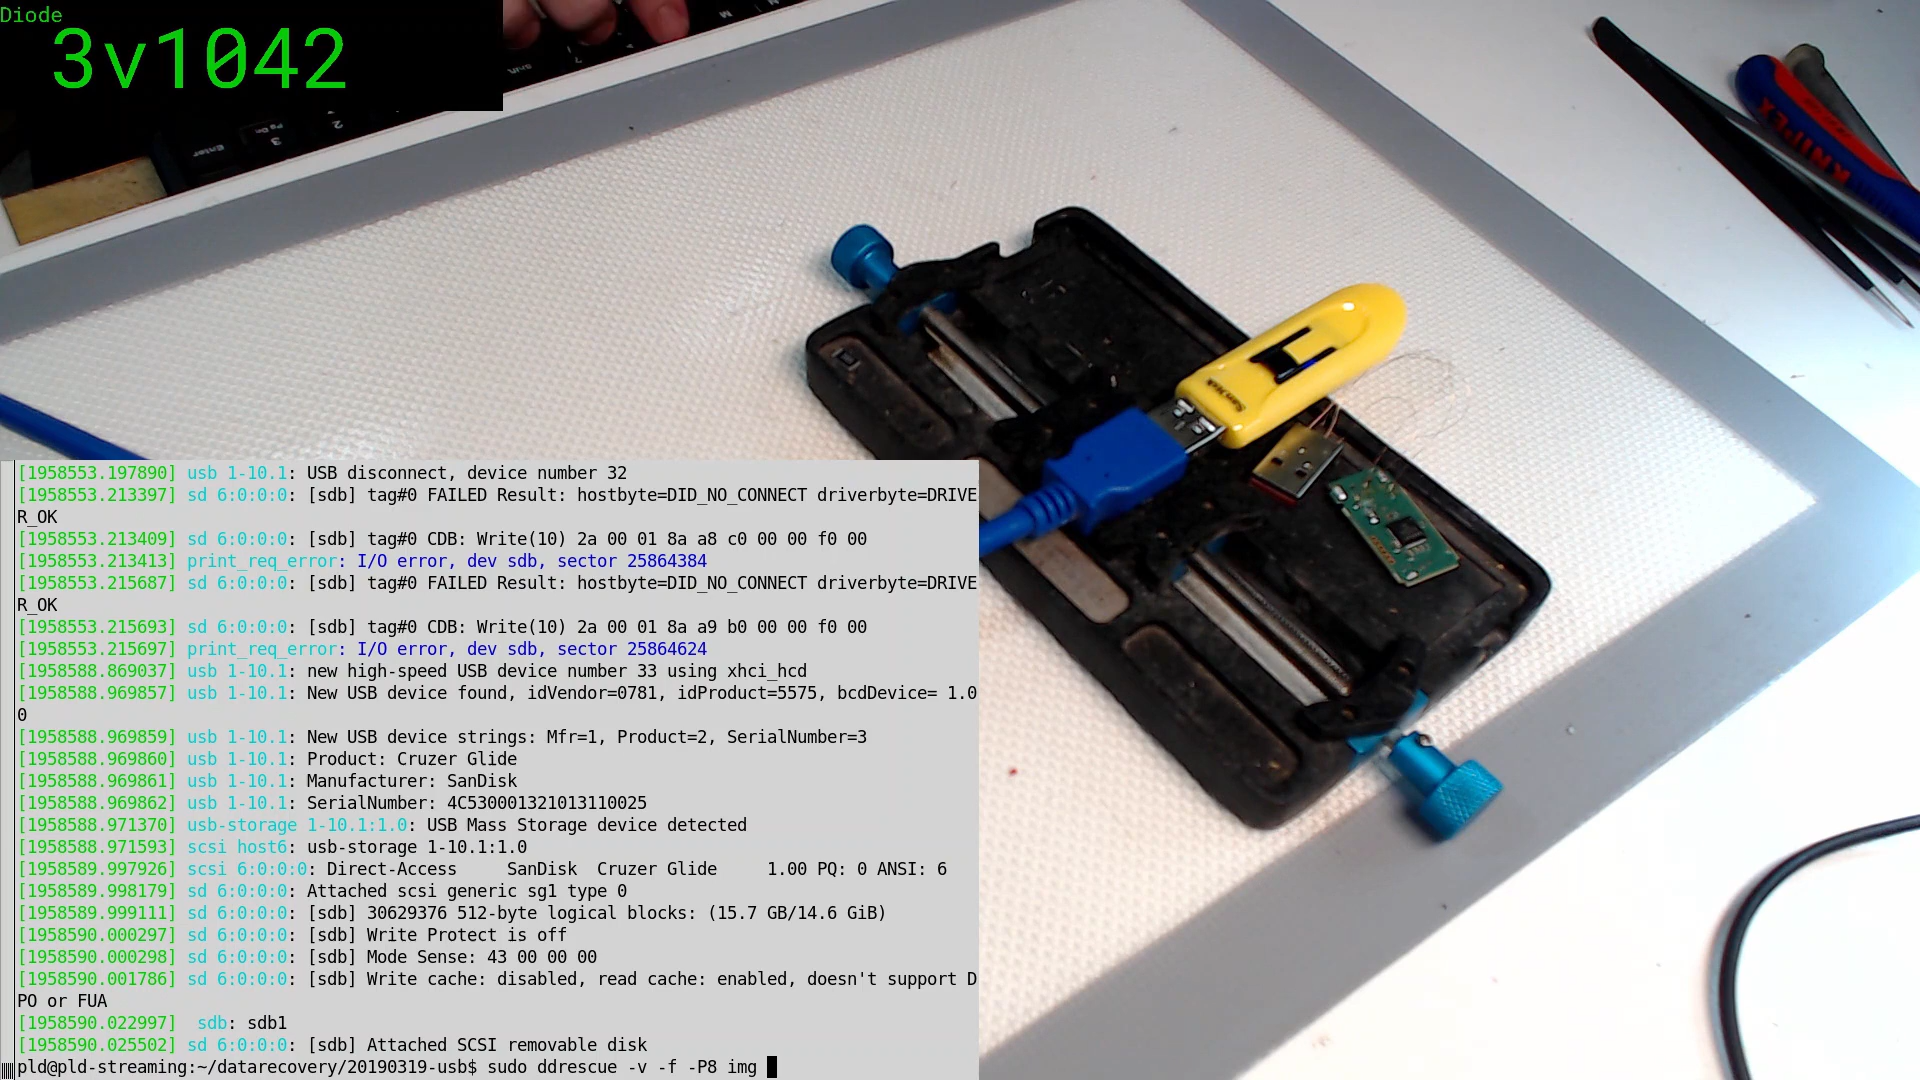 Diode
3v1042
Enter
3
Pg Dn
2
KNIPEX
SanDisk
[1958553.197890] usb 1-10.1: USB disconnect, device number 32
[1958553.213397] sd 6:0:0:0: [sdb] tag#0 FAILED Result: hostbyte=DID_NO_CONNECT driverbyte=DRIVE
R_OK
[1958553.213409] sd 6:0:0:0: [sdb] tag#0 CDB: Write(10) 2a 00 01 8a a8 c0 00 00 f0 00
[1958553.213413] print_req_error: I/O error, dev sdb, sector 25864384
[1958553.215687] sd 6:0:0:0: [sdb] tag#0 FAILED Result: hostbyte=DID_NO_CONNECT driverbyte=DRIVE
R_OK
[1958553.215693] sd 6:0:0:0: [sdb] tag#0 CDB: Write(10) 2a 00 01 8a a9 b0 00 00 f0 00
[1958553.215697] print_req_error: I/O error, dev sdb, sector 25864624
[1958588.869037] usb 1-10.1: new high-speed USB device number 33 using xhci_hcd
[1958588.969857] usb 1-10.1: New USB device found, idVendor=0781, idProduct=5575, bcdDevice= 1.0
0
[1958588.969859] usb 1-10.1: New USB device strings: Mfr=1, Product=2, SerialNumber=3
[1958588.969860] usb 1-10.1: Product: Cruzer Glide
[1958588.969861] usb 1-10.1: Manufacturer: SanDisk
[1958588.969862] usb 1-10.1: SerialNumber: 4C530001321013110025
[1958588.971370] usb-storage 1-10.1:1.0: USB Mass Storage device detected
[1958588.971593] scsi host6: usb-storage 1-10.1:1.0
[1958589.997926] scsi 6:0:0:0: Direct-Access     SanDisk  Cruzer Glide     1.00 PQ: 0 ANSI: 6
[1958589.998179] sd 6:0:0:0: Attached scsi generic sg1 type 0
[1958589.999111] sd 6:0:0:0: [sdb] 30629376 512-byte logical blocks: (15.7 GB/14.6 GiB)
[1958590.000297] sd 6:0:0:0: [sdb] Write Protect is off
[1958590.000298] sd 6:0:0:0: [sdb] Mode Sense: 43 00 00 00
[1958590.001786] sd 6:0:0:0: [sdb] Write cache: disabled, read cache: enabled, doesn't support D
PO or FUA
[1958590.022997]  sdb: sdb1
[1958590.025502] sd 6:0:0:0: [sdb] Attached SCSI removable disk
pld@pld-streaming:~/datarecovery/20190319-usb$ sudo ddrescue -v -f -P8 img